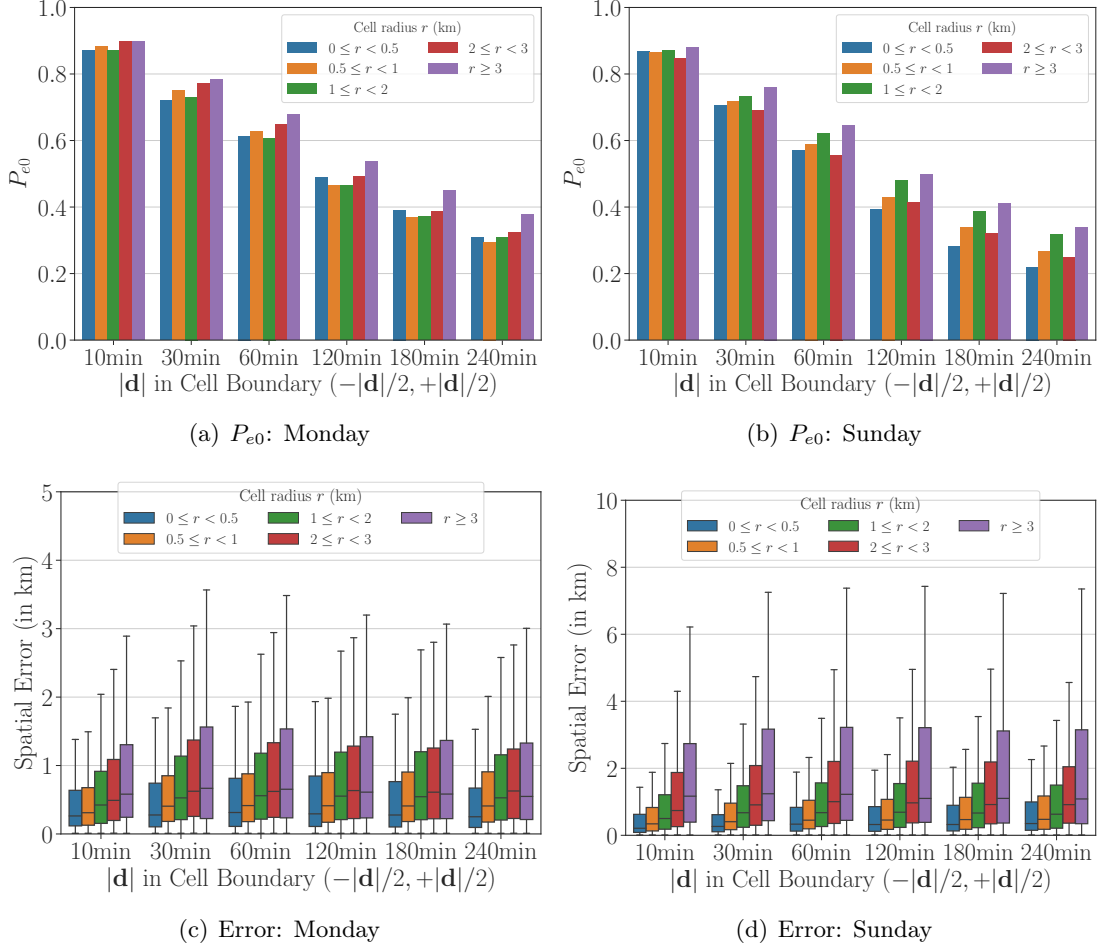 Cell radius r (km)
0 ≤ r < 0.5
0.5 ≤ r < 1
1 ≤ r < 2
2 ≤ r < 3
r ≥ 3
1.0
0.8
0.6
0.4
0.2
0.0
P_{e0}
10min 30min 60min 120min 180min 240min
|d| in Cell Boundary (−|d|/2, +|d|/2)
(a) P_{e0}: Monday
Cell radius r (km)
0 ≤ r < 0.5
0.5 ≤ r < 1
1 ≤ r < 2
2 ≤ r < 3
r ≥ 3
1.0
0.8
0.6
0.4
0.2
0.0
P_{e0}
10min 30min 60min 120min 180min 240min
|d| in Cell Boundary (−|d|/2, +|d|/2)
(b) P_{e0}: Sunday
Cell radius r (km)
0 ≤ r < 0.5
0.5 ≤ r < 1
1 ≤ r < 2
2 ≤ r < 3
r ≥ 3
5
4
3
2
1
0
Spatial Error (in km)
10min 30min 60min 120min 180min 240min
|d| in Cell Boundary (−|d|/2, +|d|/2)
(c) Error: Monday
Cell radius r (km)
0 ≤ r < 0.5
0.5 ≤ r < 1
1 ≤ r < 2
2 ≤ r < 3
r ≥ 3
10
8
6
4
2
0
Spatial Error (in km)
10min 30min 60min 120min 180min 240min
|d| in Cell Boundary (−|d|/2, +|d|/2)
(d) Error: Sunday